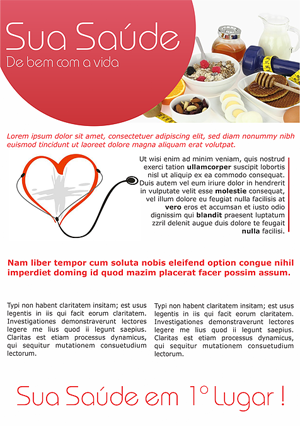 Sua Saúde
De bem com a vida
Lorem ipsum dolor sit amet, consectetuer adipiscing elit, sed diam nonummy nibh
euismod tincidunt ut laoreet dolore magna aliquam erat volutpat.
Ut wisi enim ad minim veniam, quis nostrud
exerci tation ullamcorper suscipit lobortis
nisl ut aliquip ex ea commodo consequat.
Duis autem vel eum iriure dolor in hendrerit
in vulputate velit esse molestie consequat,
vel illum dolore eu feugiat nulla facilisis at
vero eros et accumsan et iusto odio
dignissim qui blandit praesent luptatum
zzril delenit augue duis dolore te feugait
nulla facilisi.
Nam liber tempor cum soluta nobis eleifend option congue nihil
imperdiet doming id quod mazim placerat facer possim assum.
Typi non habent claritatem insitam; est usus
legentis in iis qui facit eorum claritatem.
Investigationes demonstraverunt lectores
legere me lius quod ii legunt saepius.
Claritas est etiam processus dynamicus,
qui sequitur mutationem consuetudium
lectorum.
Typi non habent claritatem insitam; est usus
legentis in iis qui facit eorum claritatem.
Investigationes demonstraverunt lectores
legere me lius quod ii legunt saepius.
Claritas est etiam processus dynamicus,
qui sequitur mutationem consuetudium
lectorum.
Sua Saúde em 1º Lugar !